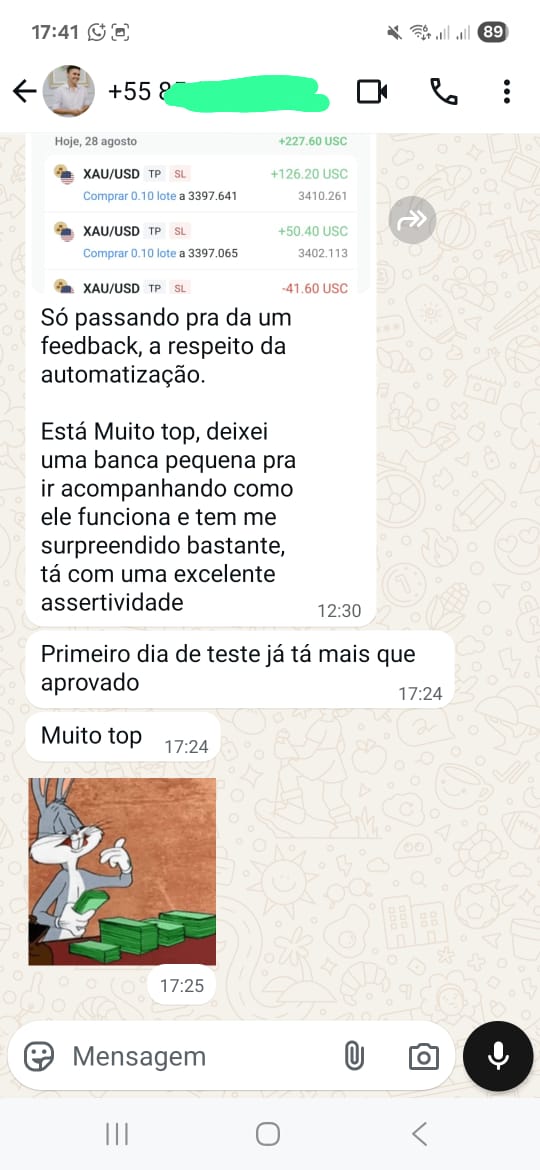 17:41
89
+55 8
Hoje, 28 agosto
+227.60 USC
XAU/USD TP SL
+126.20 USC
Comprar 0.10 lote a 3397.641
3410.261
XAU/USD TP SL
+50.40 USC
Comprar 0.10 lote a 3397.065
3402.113
XAU/USD TP SL
-41.60 USC
Só passando pra da um
feedback, a respeito da
automatização.
Está Muito top, deixei
uma banca pequena pra
ir acompanhando como
ele funciona e tem me
surpreendido bastante,
tá com uma excelente
assertividade
12:30
Primeiro dia de teste já tá mais que
aprovado
17:24
Muito top
17:24
17:25
Mensagem